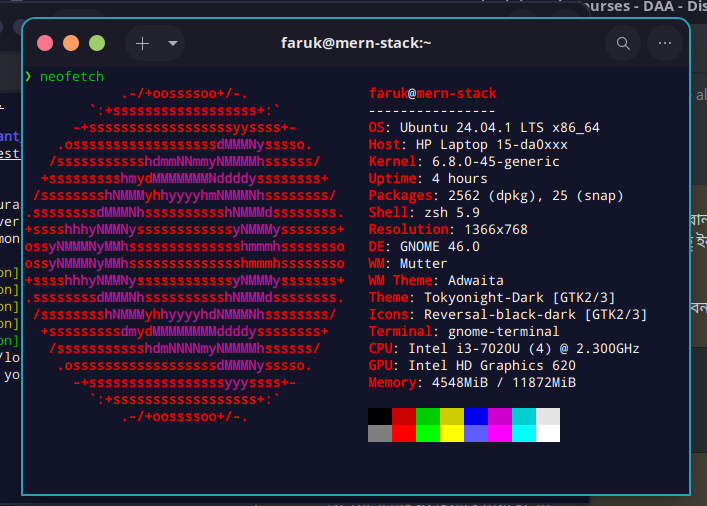 ourses - DAA - Dis
faruk@mern-stack:~
❯ neofetch
.-/+oossssoo+/-.
`:+ssssssssssssssssss+:`
-+ssssssssssssssssssyyssss+-
.ossssssssssssssssssdMMMNysssso.
/ssssssssssshdmmNNmmyNMMMMhssssss/
+ssssssssshmydMMMMMMMNddddyssssssss+
/sssssssshNMMMyhhyyyyhmNMMMNhssssssss/
.ssssssssdMMMNhsssssssssshNMMMdssssssss.
+sssshhhyNMMNyssssssssssssyNMMMysssssss+
ossyNMMMNyMMhsssssssssssssshmmmhssssssso
ossyNMMMNyMMhsssssssssssssshmmmhssssssso
+sssshhhyNMMNyssssssssssssyNMMMysssssss+
.ssssssssdMMMNhsssssssssshNMMMdssssssss.
/sssssssshNMMMyhhyyyyhdNMMMNhssssssss/
+sssssssssdmydMMMMMMMMddddyssssssss+
/ssssssssssshdmNNNNmyNMMMMhssssss/
.ossssssssssssssssssdMMMNysssso.
-+sssssssssssssssssyyyssss+-
`:+ssssssssssssssssss+:`
.-/+oossssoo+/-.
faruk@mern-stack
----------------
OS: Ubuntu 24.04.1 LTS x86_64
Host: HP Laptop 15-da0xxx
Kernel: 6.8.0-45-generic
Uptime: 4 hours
Packages: 2562 (dpkg), 25 (snap)
Shell: zsh 5.9
Resolution: 1366x768
DE: GNOME 46.0
WM: Mutter
WM Theme: Adwaita
Theme: Tokyonight-Dark [GTK2/3]
Icons: Reversal-black-dark [GTK2/3]
Terminal: gnome-terminal
CPU: Intel i3-7020U (4) @ 2.300GHz
GPU: Intel HD Graphics 620
Memory: 4548MiB / 11872MiB